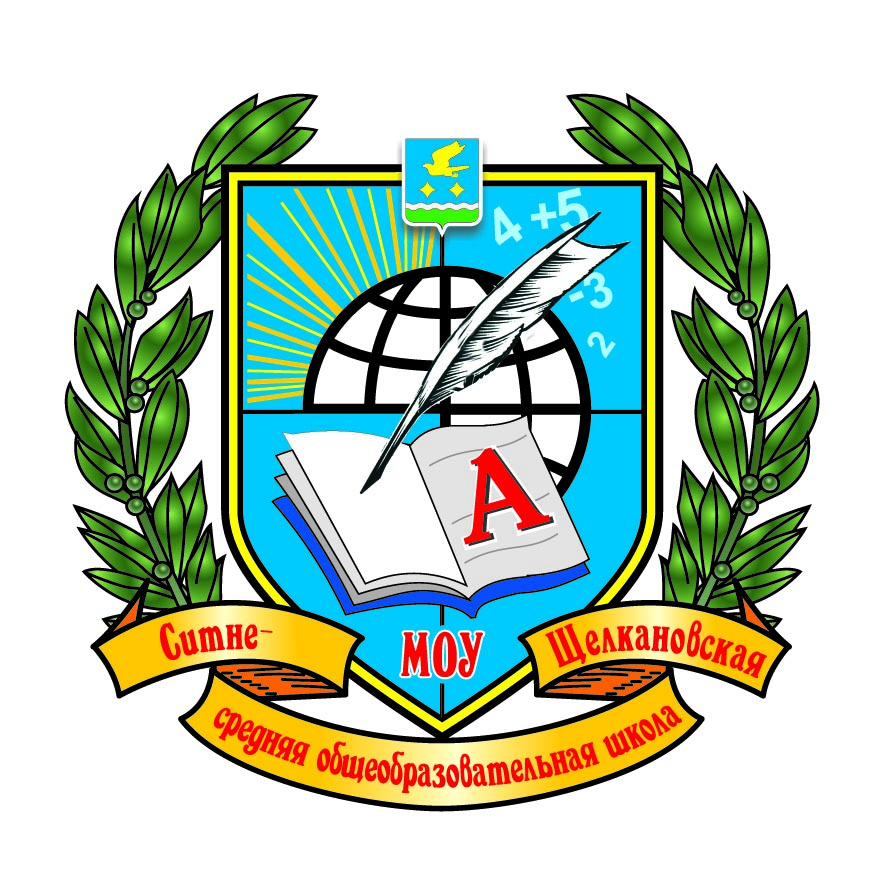 4 +5
-3
2
А
Ситне-
МОУ
Щелкановская
средняя общеобразовательная школа